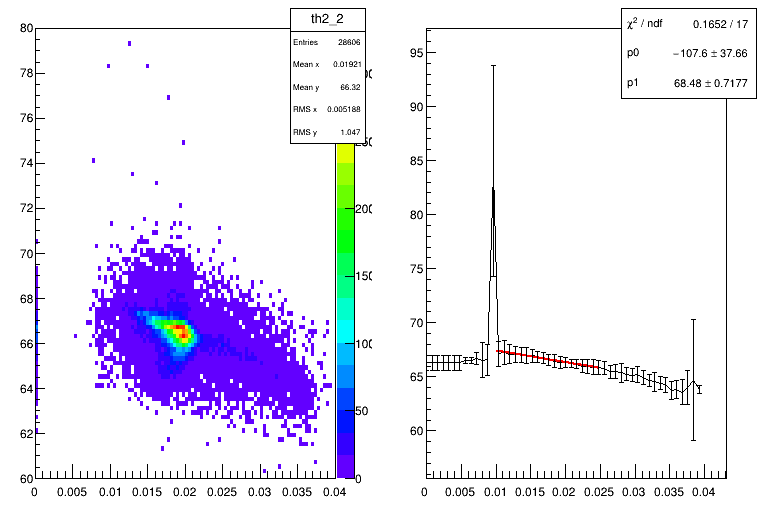 th2_2
Entries 28606
Mean x 0.01921
Mean y 66.32
RMS x 0.005188
RMS y 1.047
80
78
76
74
72
70
68
66
64
62
60
0 0.005 0.01 0.015 0.02 0.025 0.03 0.035 0.04
200
150
100
50
0
χ² / ndf 0.1652 / 17
p0 −107.6 ± 37.66
p1 68.48 ± 0.7177
95
90
85
80
75
70
65
60
0 0.005 0.01 0.015 0.02 0.025 0.03 0.035 0.04